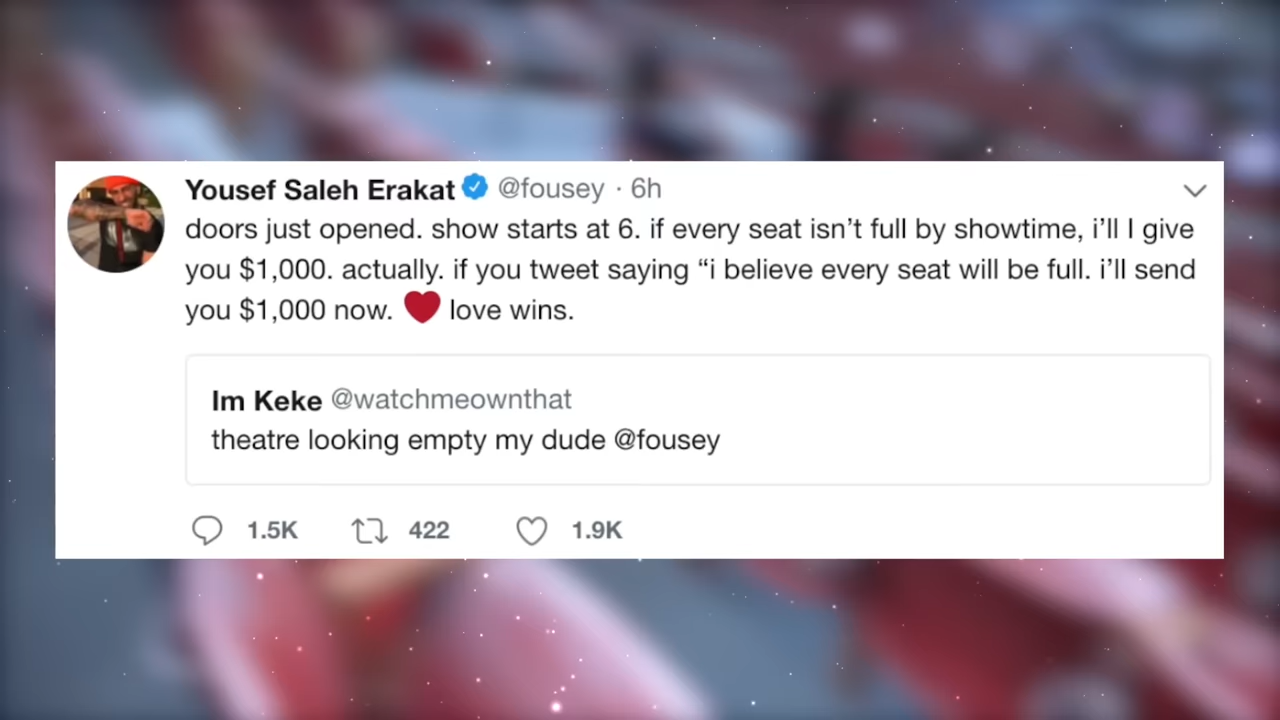 Yousef Saleh Erakat @fousey · 6h
doors just opened. show starts at 6. if every seat isn’t full by showtime, i’ll I give
you $1,000. actually. if you tweet saying “i believe every seat will be full. i’ll send
you $1,000 now. ❤️ love wins.
Im Keke @watchmeownthat
theatre looking empty my dude @fousey
1.5K 422 1.9K